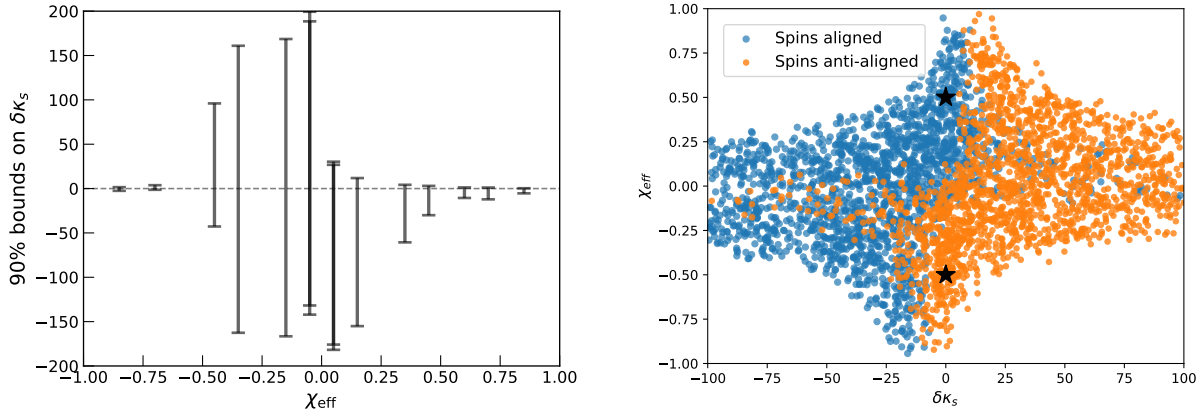 90% bounds on δκₛ
200
150
100
50
0
−50
−100
−150
−200
−1.00 −0.75 −0.50 −0.25 0.00 0.25 0.50 0.75 1.00
χeff
χeff
1.00
0.75
0.50
0.25
0.00
−0.25
−0.50
−0.75
−1.00
Spins aligned
Spins anti-aligned
−100 −75 −50 −25 0 25 50 75 100
δκₛ